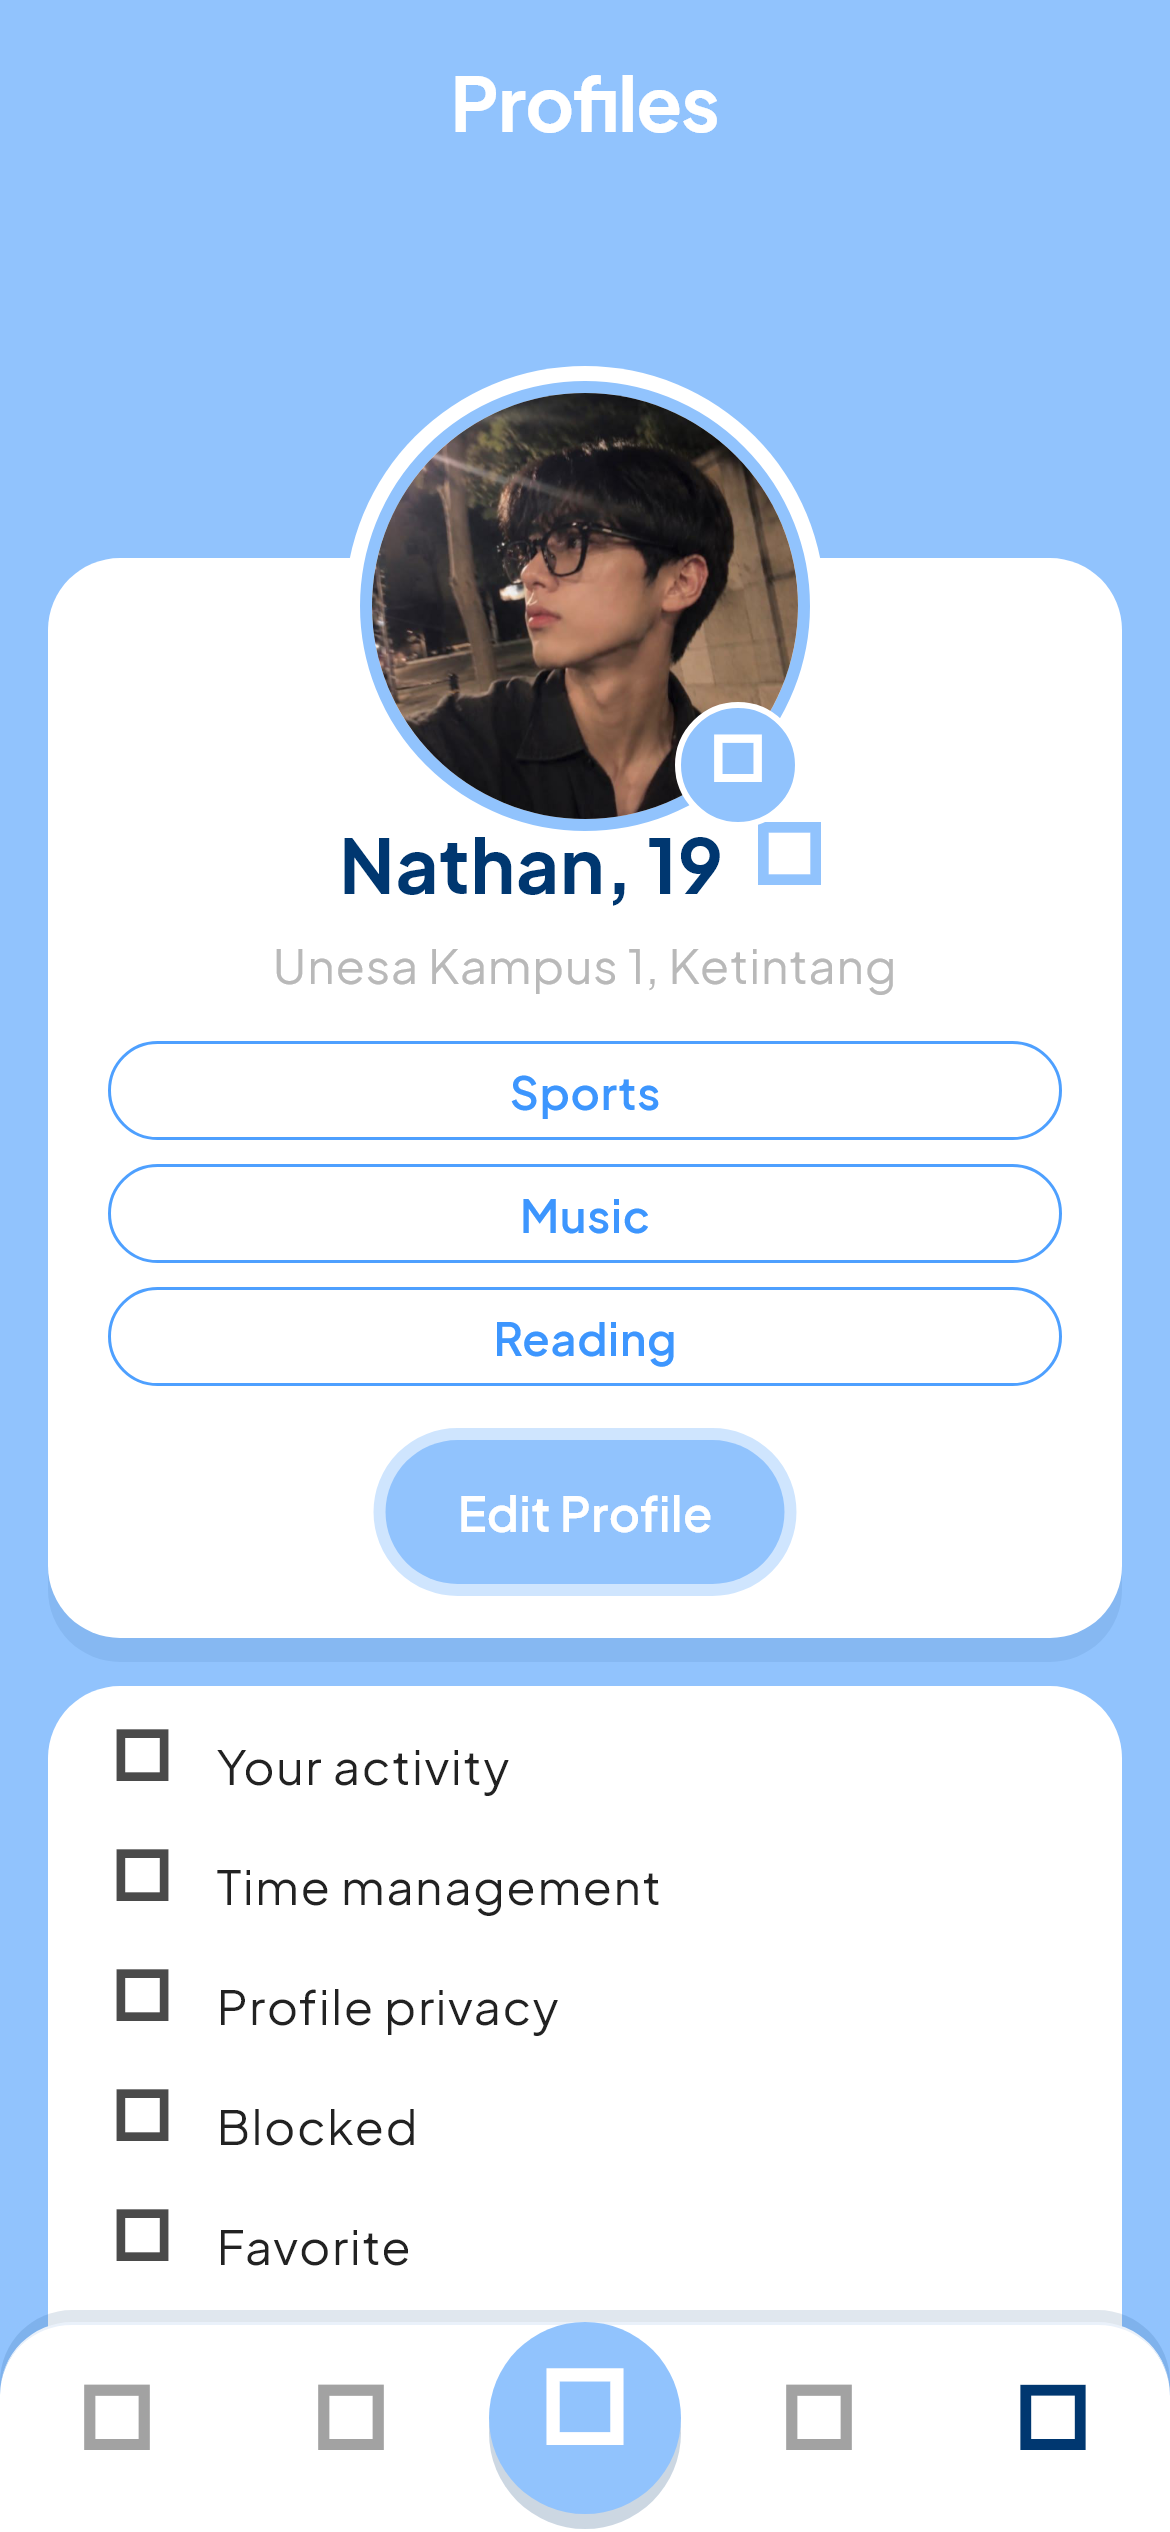 Profiles
Nathan, 19
Unesa Kampus 1, Ketintang
Sports
Music
Reading
Edit Profile
Your activity
Time management
Profile privacy
Blocked
Favorite